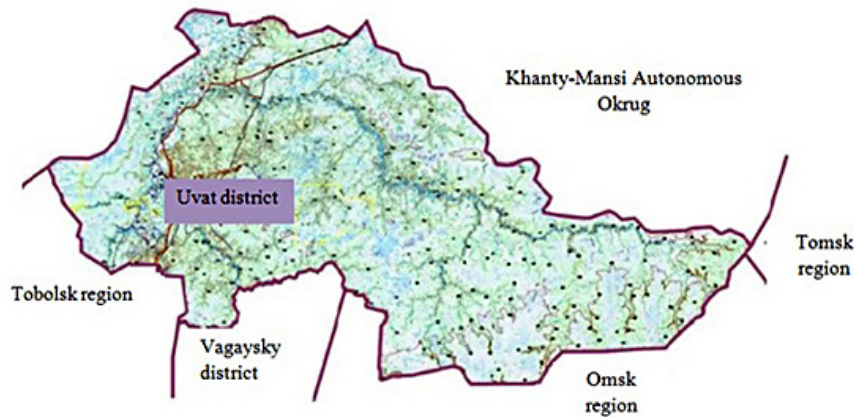 Khanty-Mansi Autonomous
Okrug
Uvat district
Tomsk
region
Tobolsk region
Vagaysky
district
Omsk
region